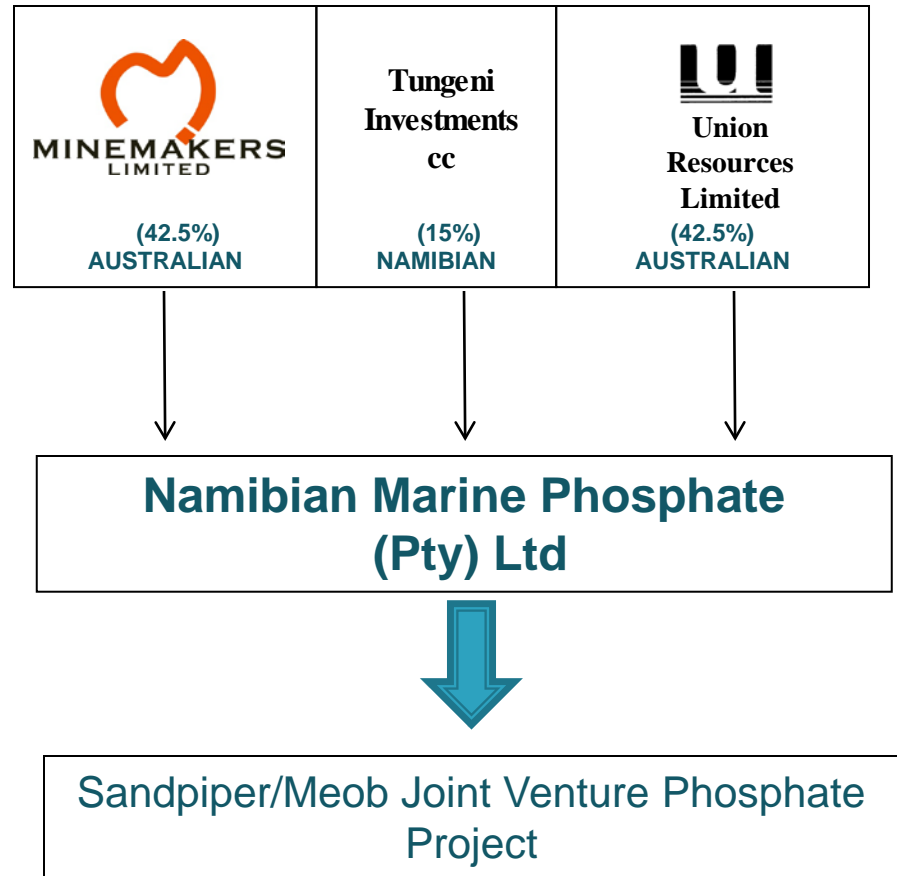 MINEMAKERS
LIMITED
(42.5%)
AUSTRALIAN
Tungeni
Investments
cc
(15%)
NAMIBIAN
Union
Resources
Limited
(42.5%)
AUSTRALIAN
Namibian Marine Phosphate
(Pty) Ltd
Sandpiper/Meob Joint Venture Phosphate
Project